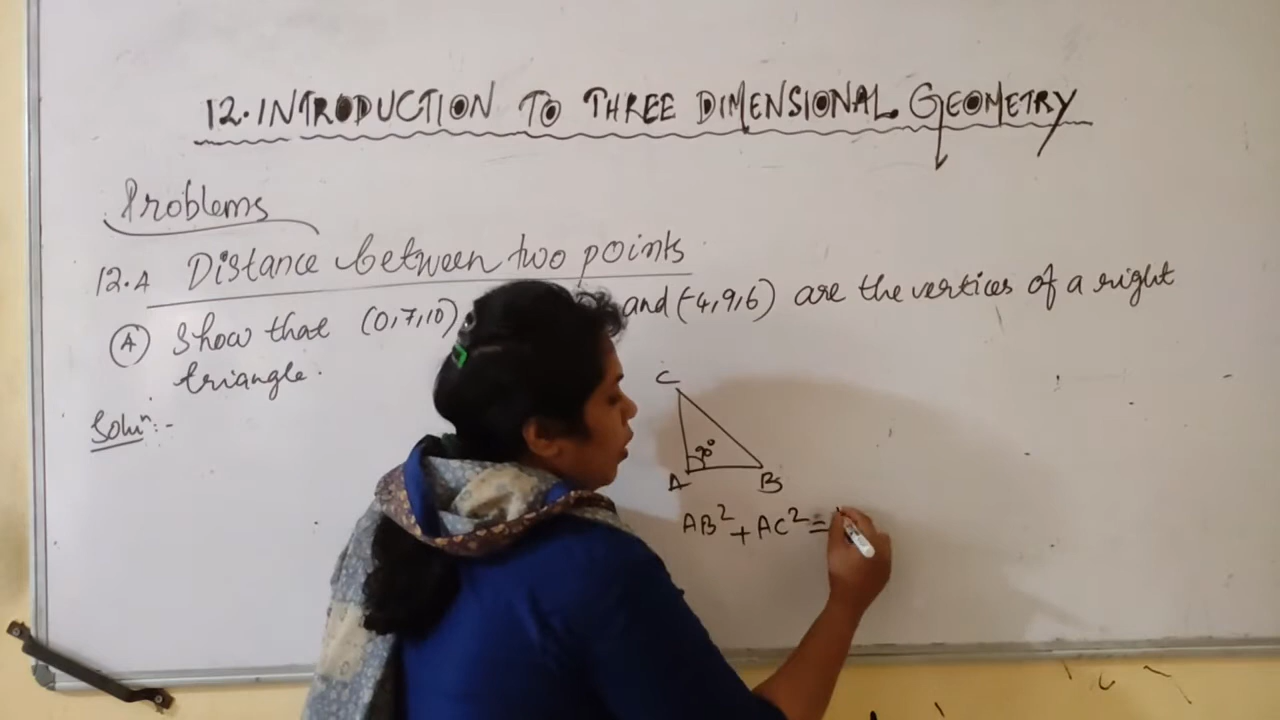 12. INTRODUCTION TO THREE DIMENSIONAL GEOMETRY
Problems
12.A Distance between two points
(A) Show that (0,7,10) and (-4,9,6) are the vertices of a right
triangle.
Soluⁿ:-
C
90°
A B
AB² + AC² =